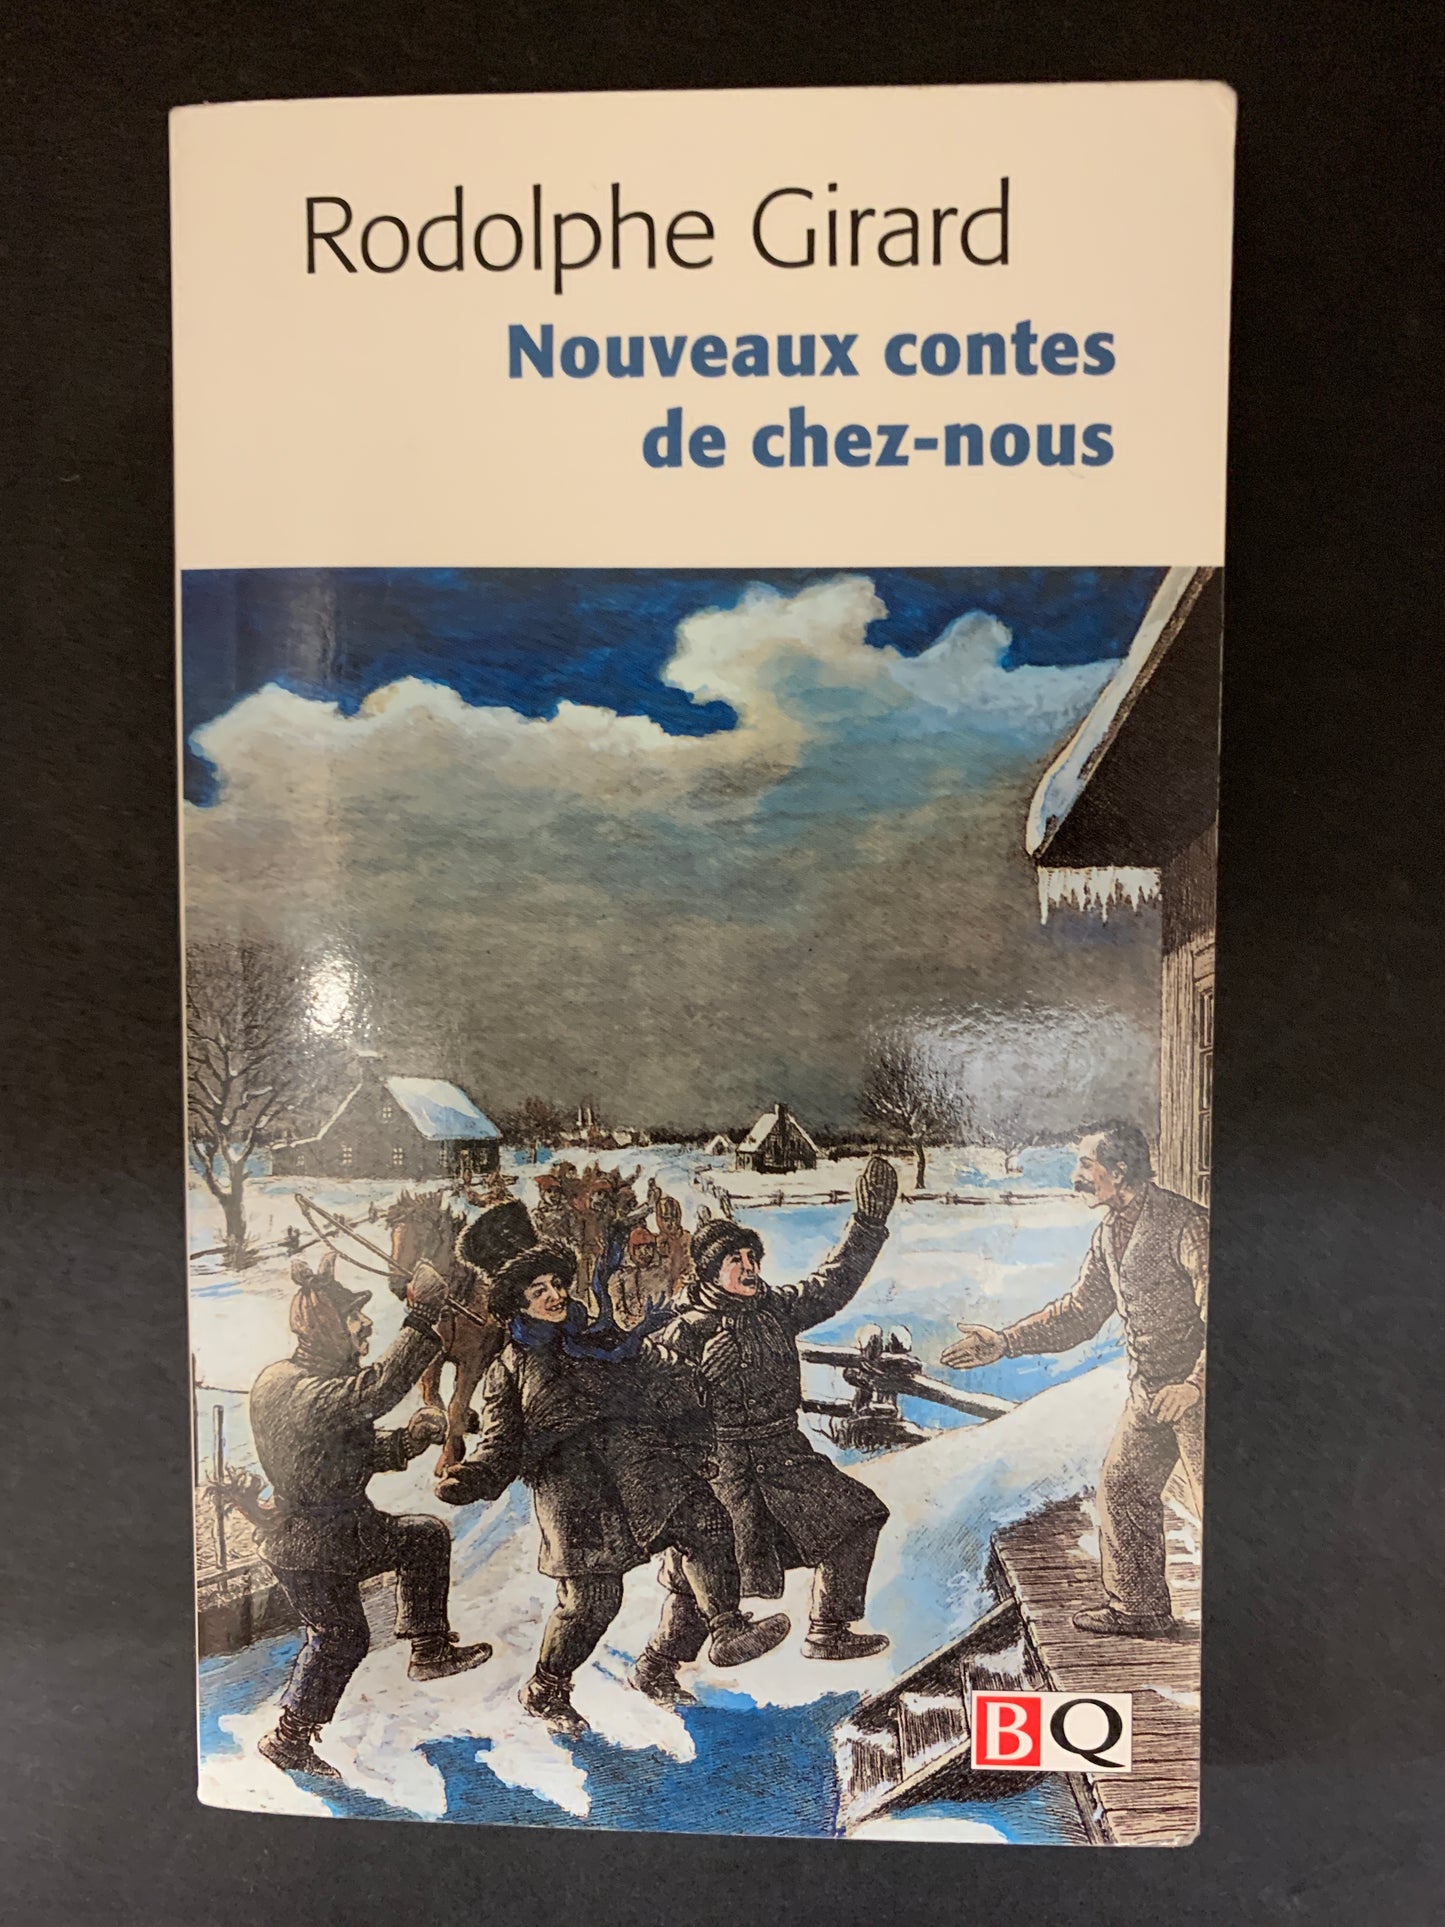 Rodolphe Girard
Nouveaux contes
de chez-nous
BQ